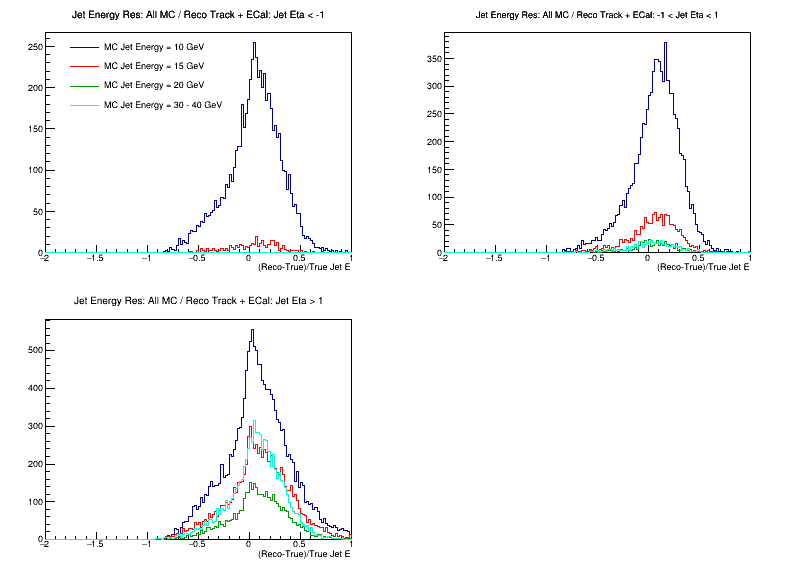 Jet Energy Res: All MC / Reco Track + ECal: Jet Eta < -1
250
200
150
100
50
0
MC Jet Energy = 10 GeV
MC Jet Energy = 15 GeV
MC Jet Energy = 20 GeV
MC Jet Energy = 30 - 40 GeV
−2 −1.5 −1 −0.5 0 0.5 1
(Reco-True)/True Jet E
Jet Energy Res: All MC / Reco Track + ECal: -1 < Jet Eta < 1
350
300
250
200
150
100
50
0
−2 −1.5 −1 −0.5 0 0.5 1
(Reco-True)/True Jet E
Jet Energy Res: All MC / Reco Track + ECal: Jet Eta > 1
500
400
300
200
100
0
−2 −1.5 −1 −0.5 0 0.5 1
(Reco-True)/True Jet E